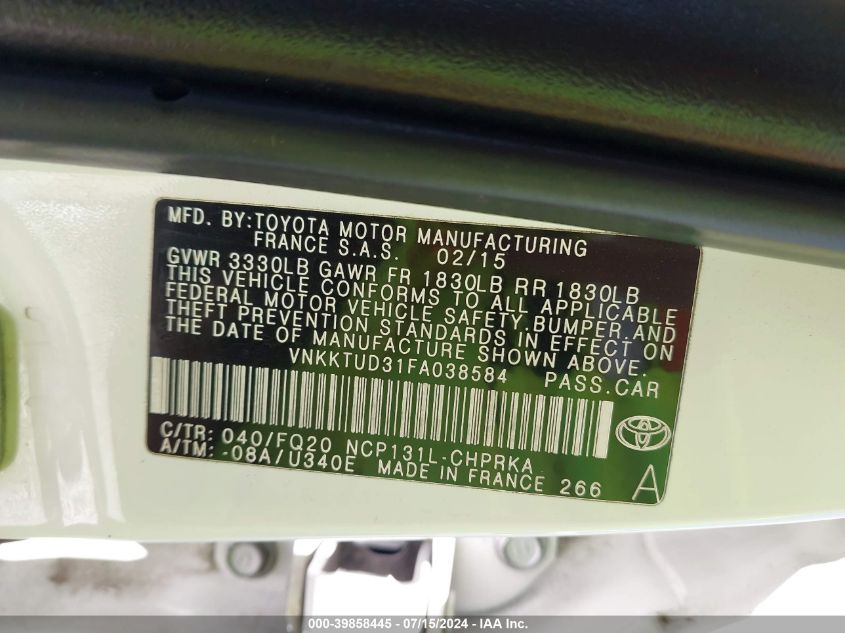 MFD. BY:TOYOTA MOTOR MANUFACTURING
FRANCE S.A.S. 02/15
GVWR 3330LB GAWR FR 1830LB RR 1830LB
THIS VEHICLE CONFORMS TO ALL APPLICABLE
FEDERAL MOTOR VEHICLE SAFETY,BUMPER, AND
THEFT PREVENTION STANDARDS IN EFFECT ON
THE DATE OF MANUFACTURE SHOWN ABOVE.
VNKKTUD31FA038584 PASS.CAR
C/TR: 040/FQ20 NCP131L-CHPRKA
A/TM: -08A/U340E MADE IN FRANCE 266 A
000-39858445 - 07/15/2024 - IAAI Inc.